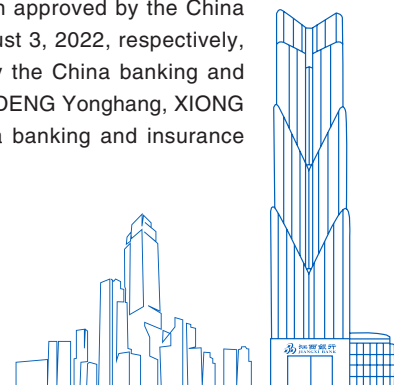 n approved by the China
ust 3, 2022, respectively,
y the China banking and
DENG Yonghang, XIONG
a banking and insurance
江西銀行
JIANGXI BANK